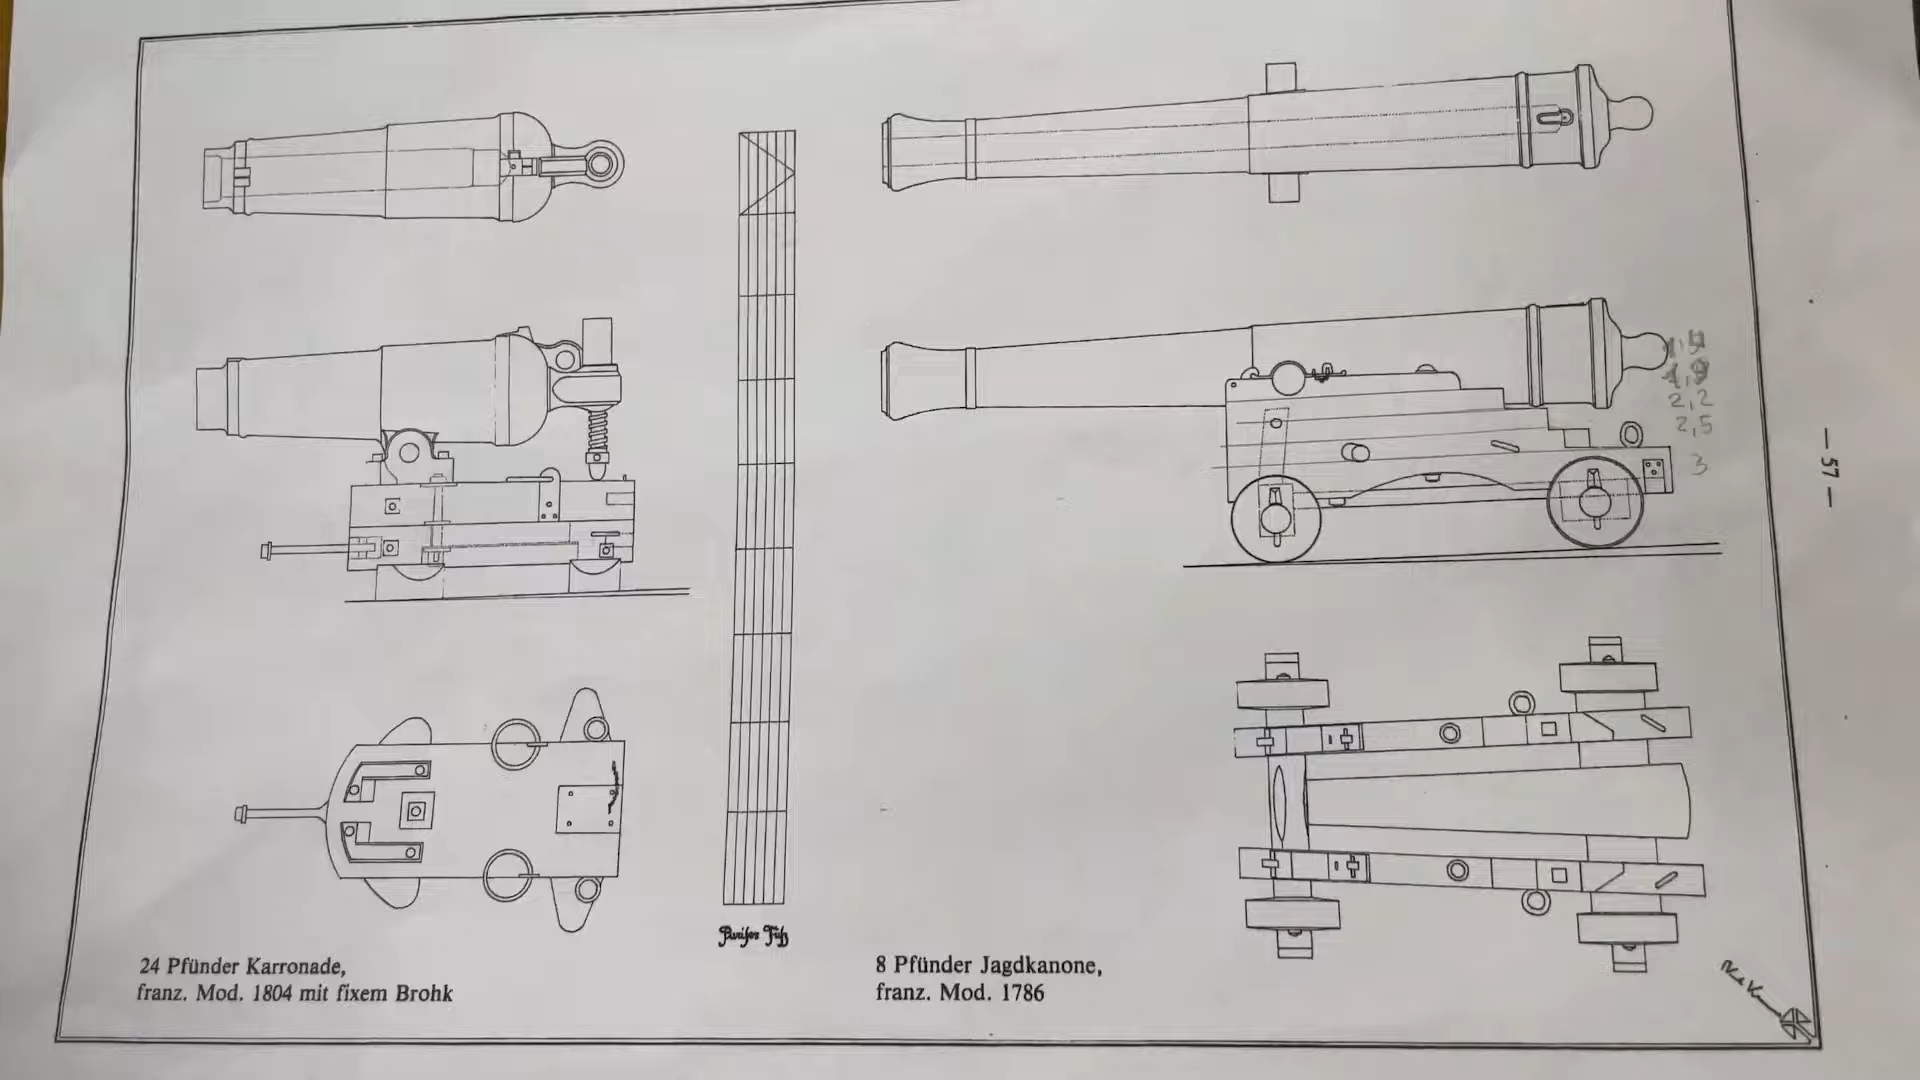 24 Pfünder Karronade,
franz. Mod. 1804 mit fixem Brohk
Pariser Fuß
8 Pfünder Jagdkanone,
franz. Mod. 1786
2,2
2,5
3
— 57 —